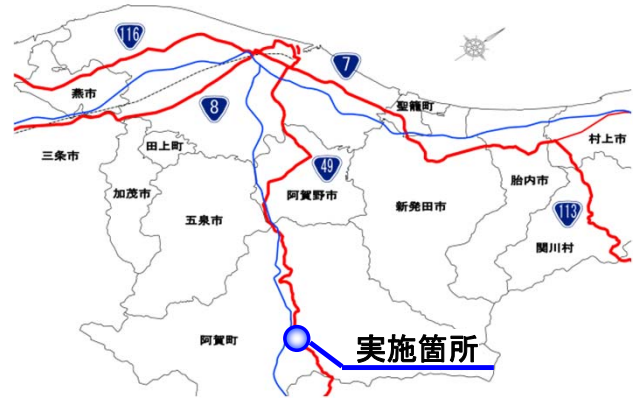 116
7
燕市
8
聖籠町
村上市
三条市
田上町
49
加茂市
阿賀野市
胎内市
五泉市
新発田市
113
関川村
阿賀町
実施箇所